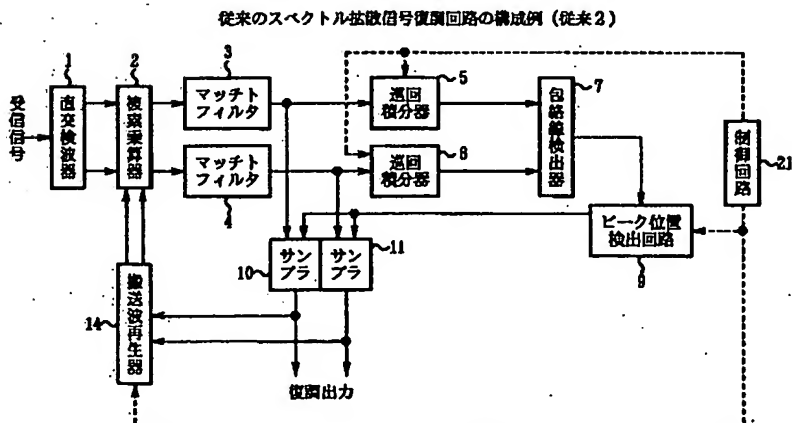 従来のスペクトル拡散信号復調回路の構成例（従来2）
受信信号
1
直交検波器
2
複素乗算器
3
マッチト
フィルタ
マッチト
フィルタ
4
5
巡回
積分器
6
巡回
積分器
7
包絡線検出器
制御回路
21
ピーク位置
検出回路
9
10
サン
プラ
11
サン
プラ
14
搬送波再生器
復調出力